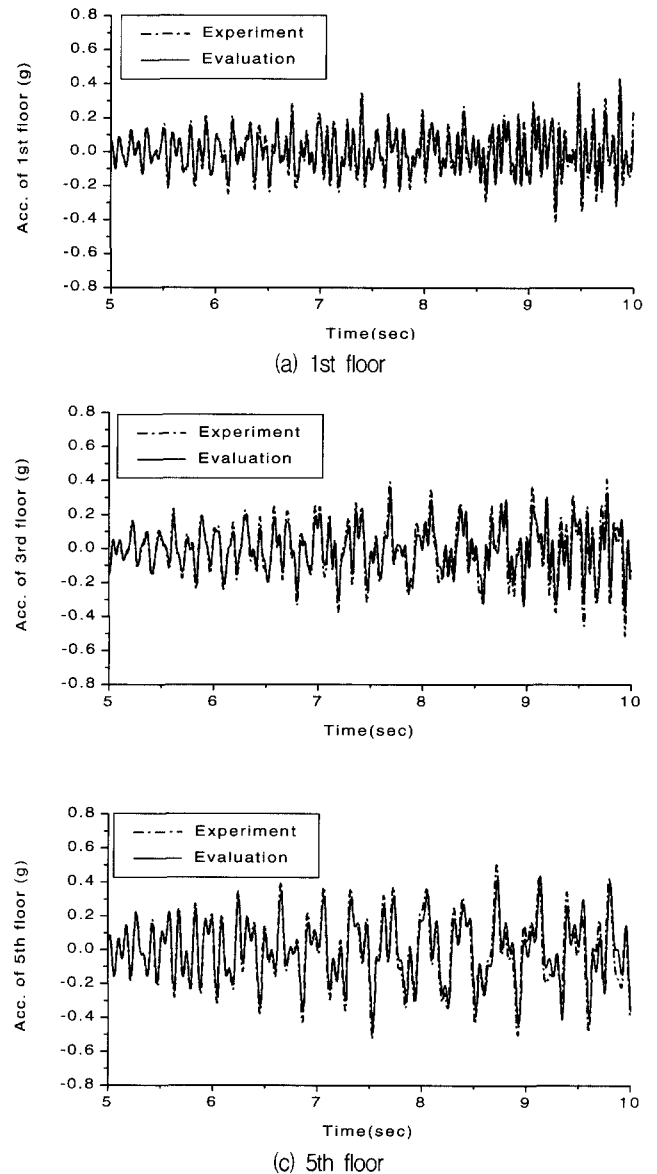 0.8
0.6
0.4
0.2
0.0
-0.2
-0.4
-0.6
-0.8
Acc. of 1st floor (g)
Experiment
Evaluation
5 6 7 8 9 10
Time(sec)
(a) 1st floor
0.8
0.6
0.4
0.2
0.0
-0.2
-0.4
-0.6
-0.8
Acc. of 3rd floor (g)
Experiment
Evaluation
5 6 7 8 9 10
Time(sec)
0.8
0.6
0.4
0.2
0.0
-0.2
-0.4
-0.6
-0.8
Acc. of 5th floor (g)
Experiment
Evaluation
5 6 7 8 9 10
Time(sec)
(c) 5th floor